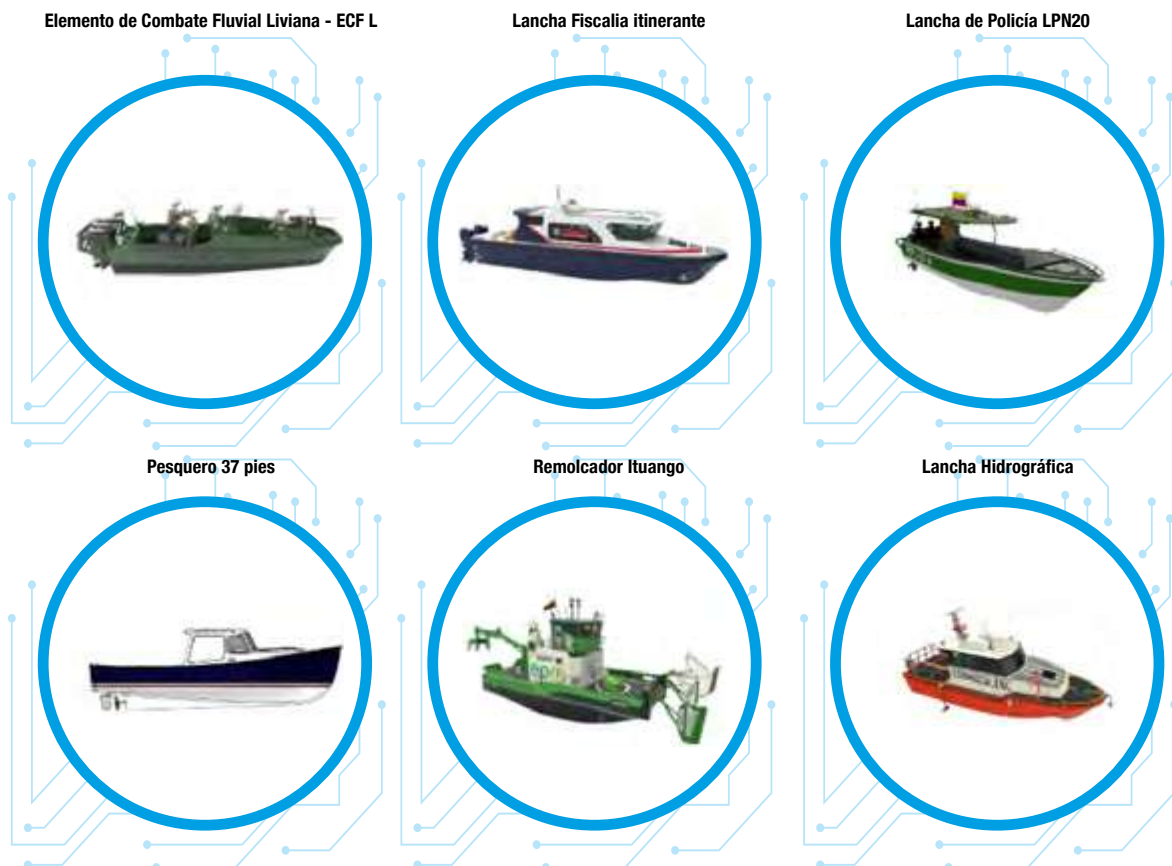 Elemento de Combate Fluvial Liviana - ECF L
Lancha Fiscalia itinerante
Lancha de Policía LPN20
Pesquero 37 pies
Remolcador Ituango
Lancha Hidrográfica